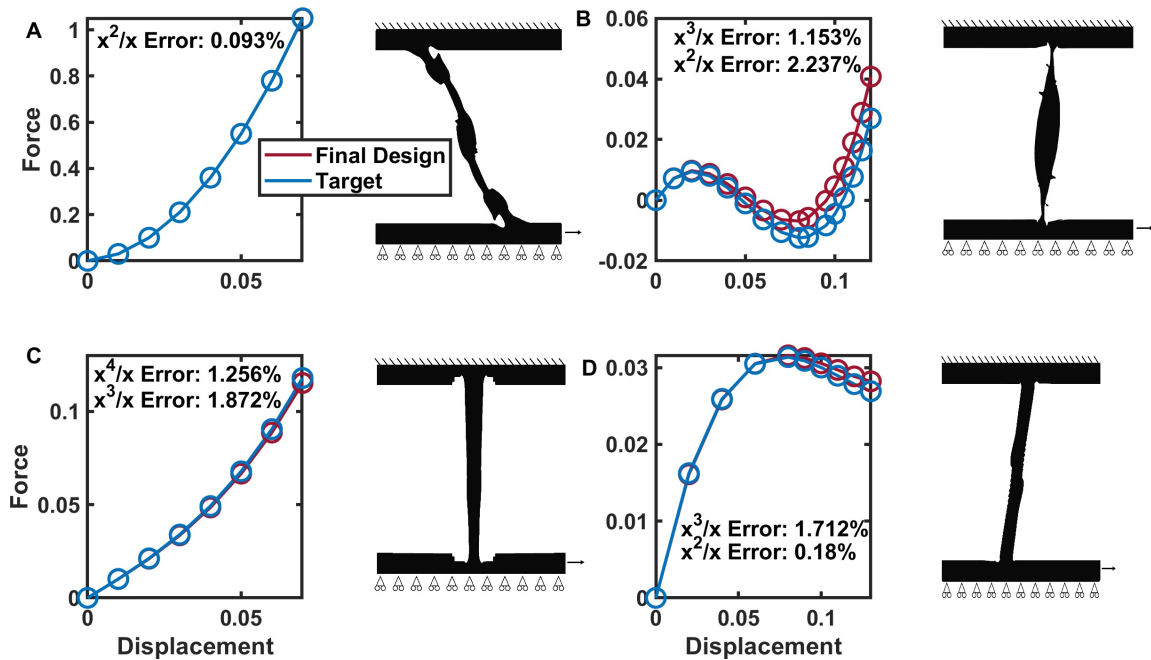 A
x²/x Error: 0.093%
1
0.8
0.6
0.4
0.2
0
0
0.05
Force
Final Design
Target
B
x³/x Error: 1.153%
x²/x Error: 2.237%
0.06
0.04
0.02
0
-0.02
0
0.05
0.1
C
x⁴/x Error: 1.256%
x³/x Error: 1.872%
0.1
0.05
0
0
0.05
Force
Displacement
D
0.03
0.02
0.01
0
x³/x Error: 1.712%
x²/x Error: 0.18%
0
0.05
0.1
Displacement